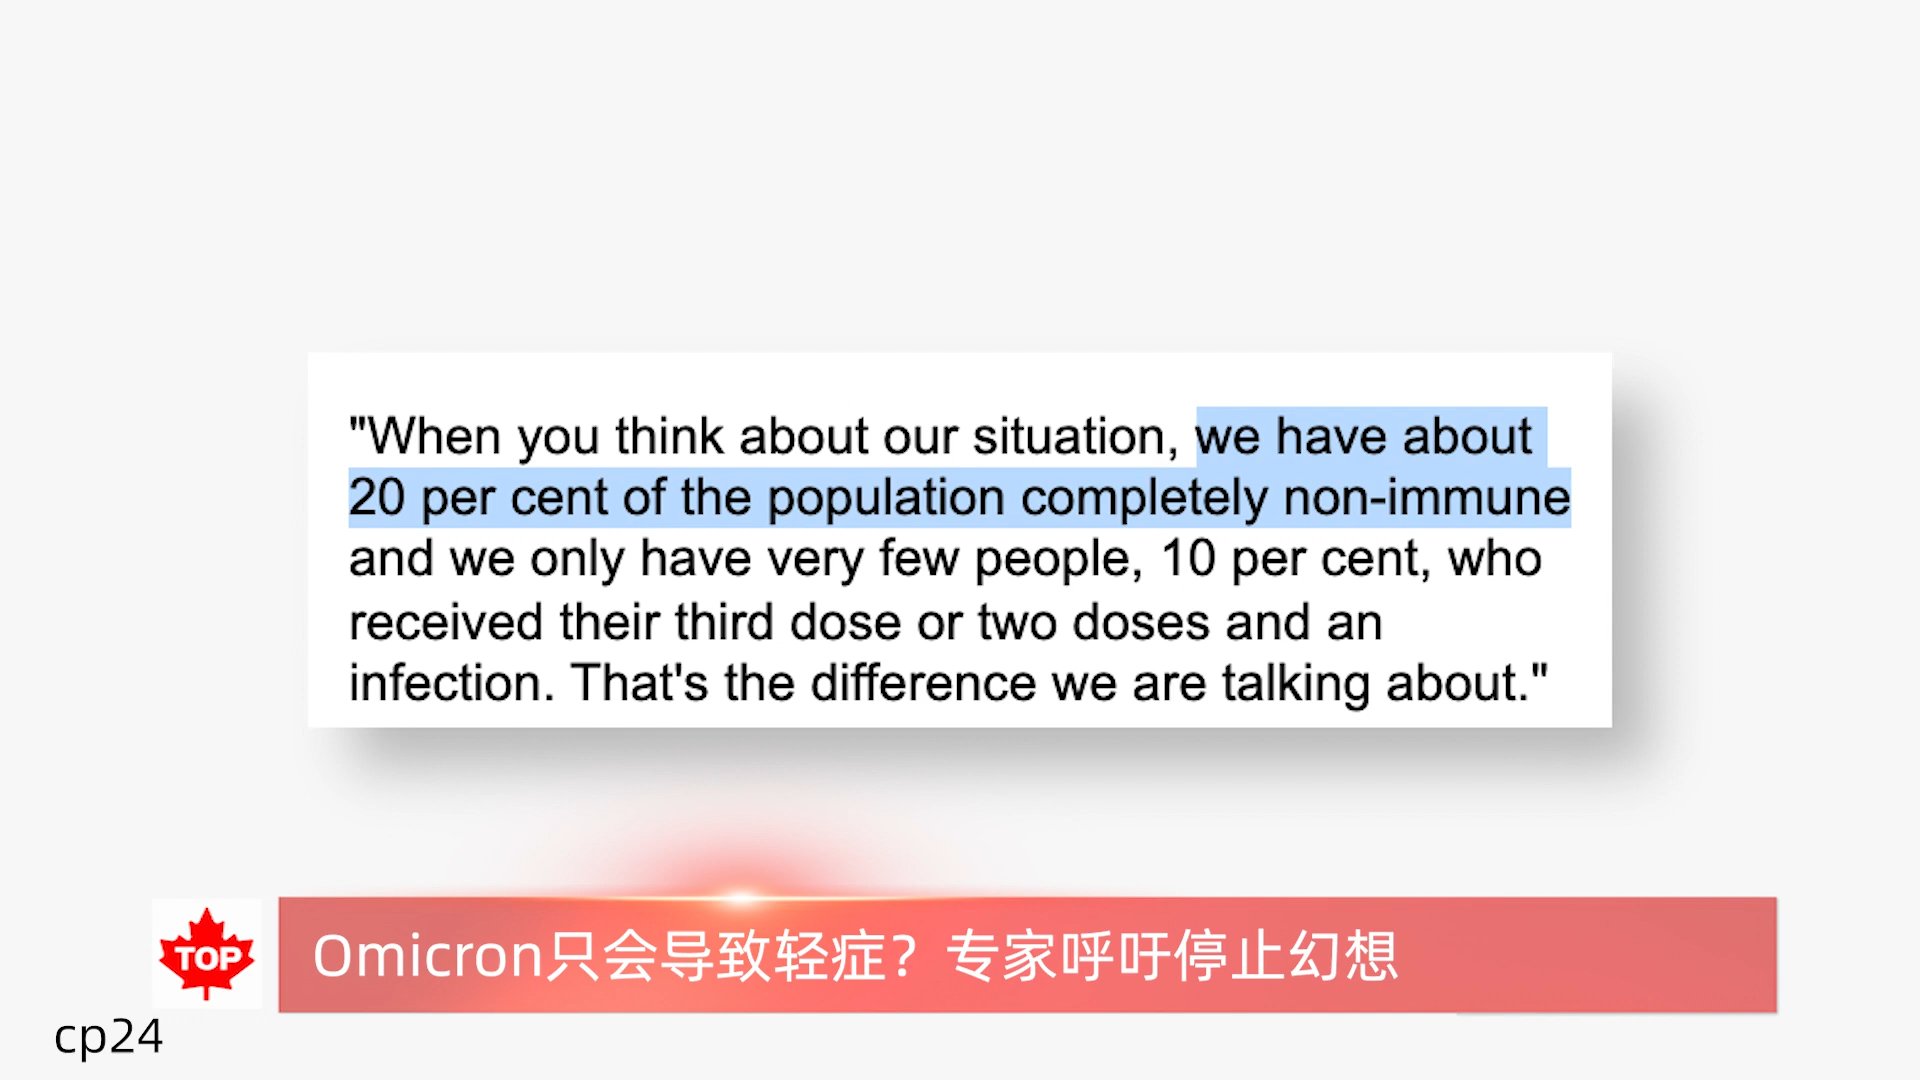 "When you think about our situation, we have about
20 per cent of the population completely non-immune
and we only have very few people, 10 per cent, who
received their third dose or two doses and an
infection. That's the difference we are talking about."
TOP
Omicron只会导致轻症？专家呼吁停止幻想
cp24